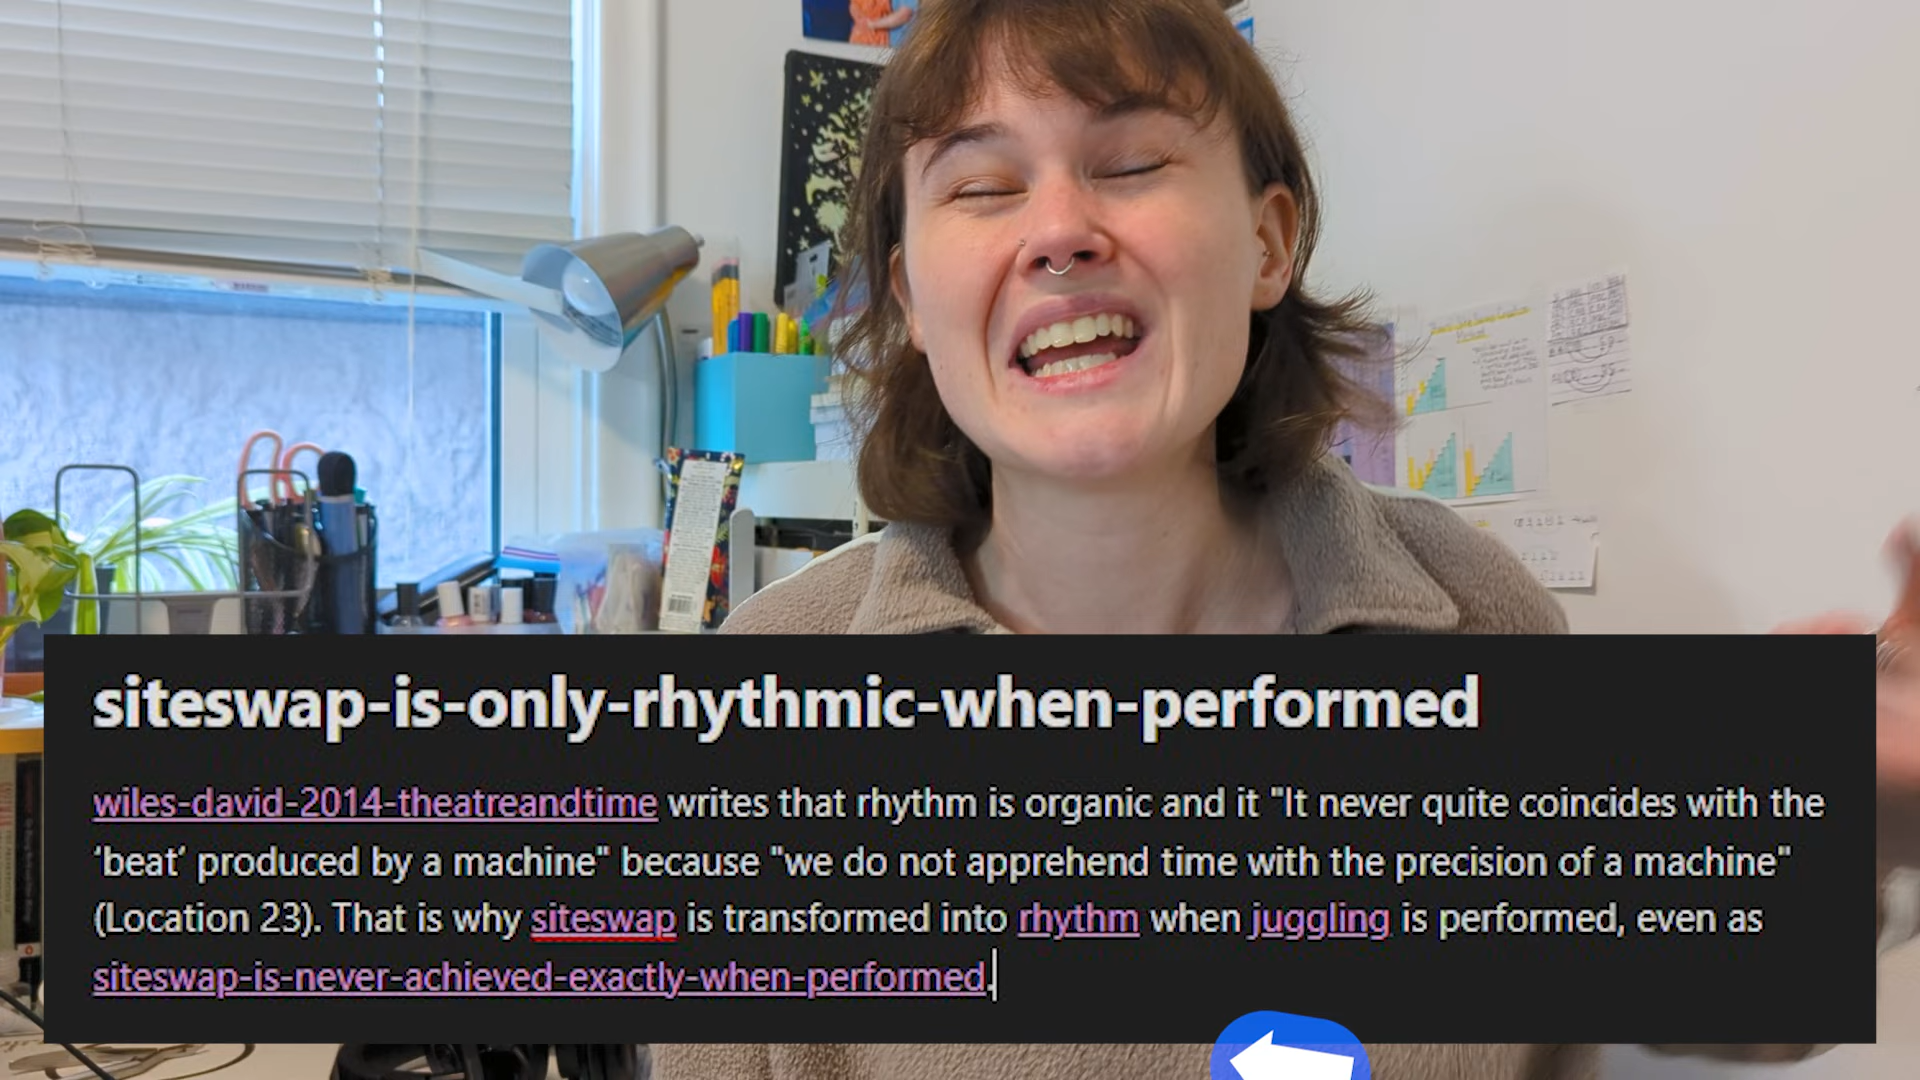 siteswap-is-only-rhythmic-when-performed
wiles-david-2014-theatreandtime writes that rhythm is organic and it "It never quite coincides with the
‘beat’ produced by a machine" because "we do not apprehend time with the precision of a machine"
(Location 23). That is why siteswap is transformed into rhythm when juggling is performed, even as
siteswap-is-never-achieved-exactly-when-performed.